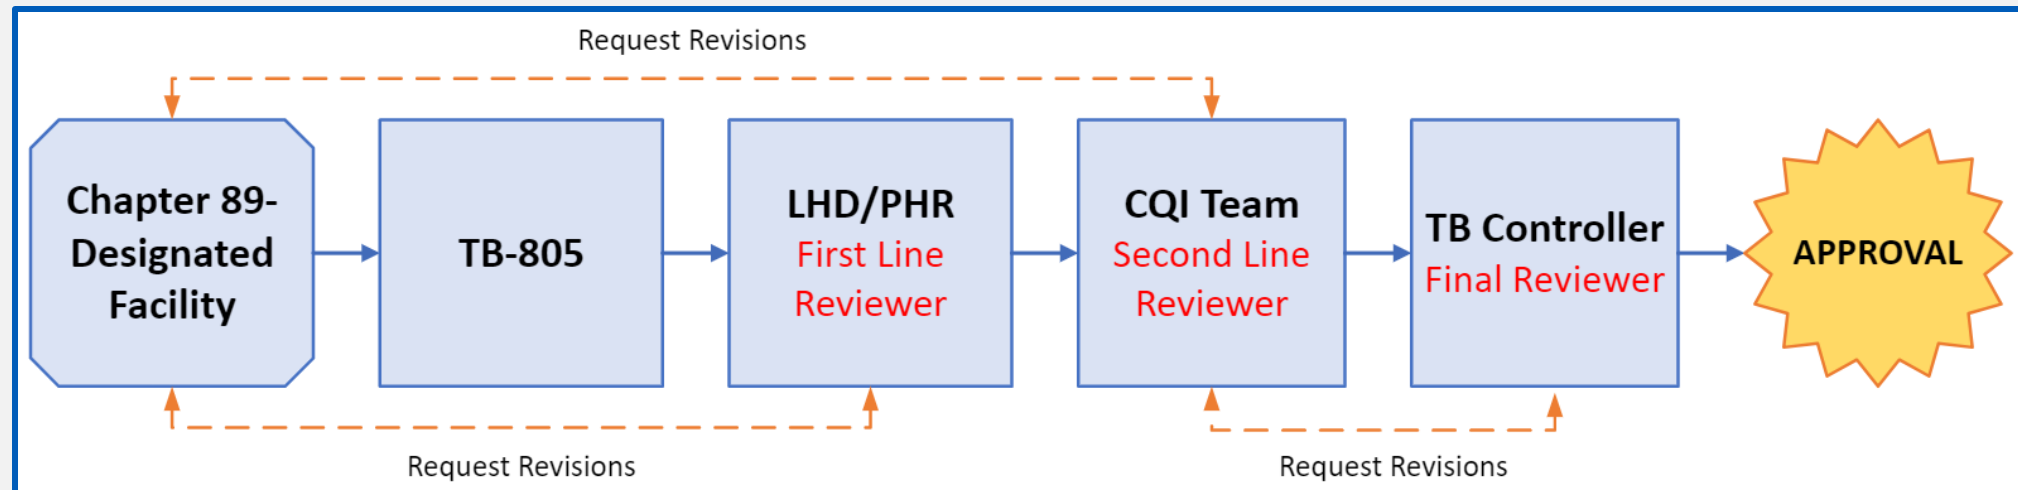 Request Revisions
Chapter 89-
Designated
Facility
TB-805
LHD/PHR
First Line
Reviewer
CQI Team
Second Line
Reviewer
TB Controller
Final Reviewer
APPROVAL
Request Revisions
Request Revisions